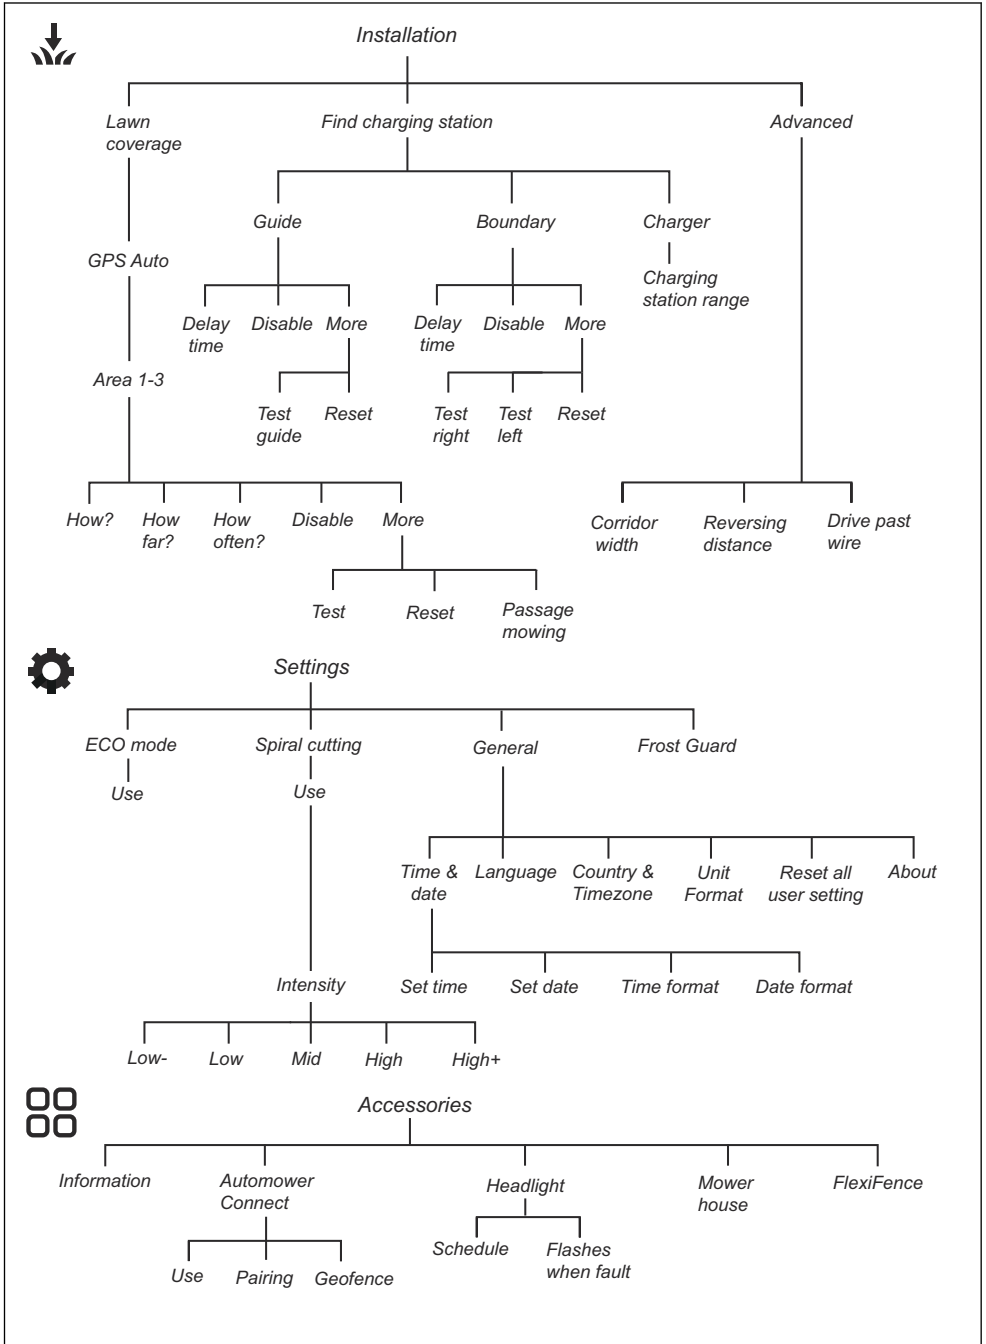 Installation
Lawn
coverage
Find charging station
Advanced
Guide
Boundary
Charger
GPS Auto
Charging
station range
Delay
time
Disable
More
Delay
time
Disable
More
Area 1-3
Test
guide
Reset
Test
right
Test
left
Reset
How?
How
far?
How
often?
Disable
More
Corridor
width
Reversing
distance
Drive past
wire
Test
Reset
Passage
mowing
Settings
ECO mode
Spiral cutting
General
Frost Guard
Use
Use
Time &
date
Language
Country &
Timezone
Unit
Format
Reset all
user setting
About
Intensity
Set time
Set date
Time format
Date format
Low-
Low
Mid
High
High+
Accessories
Information
Automower
Connect
Headlight
Mower
house
FlexiFence
Schedule
Flashes
when fault
Use
Pairing
Geofence